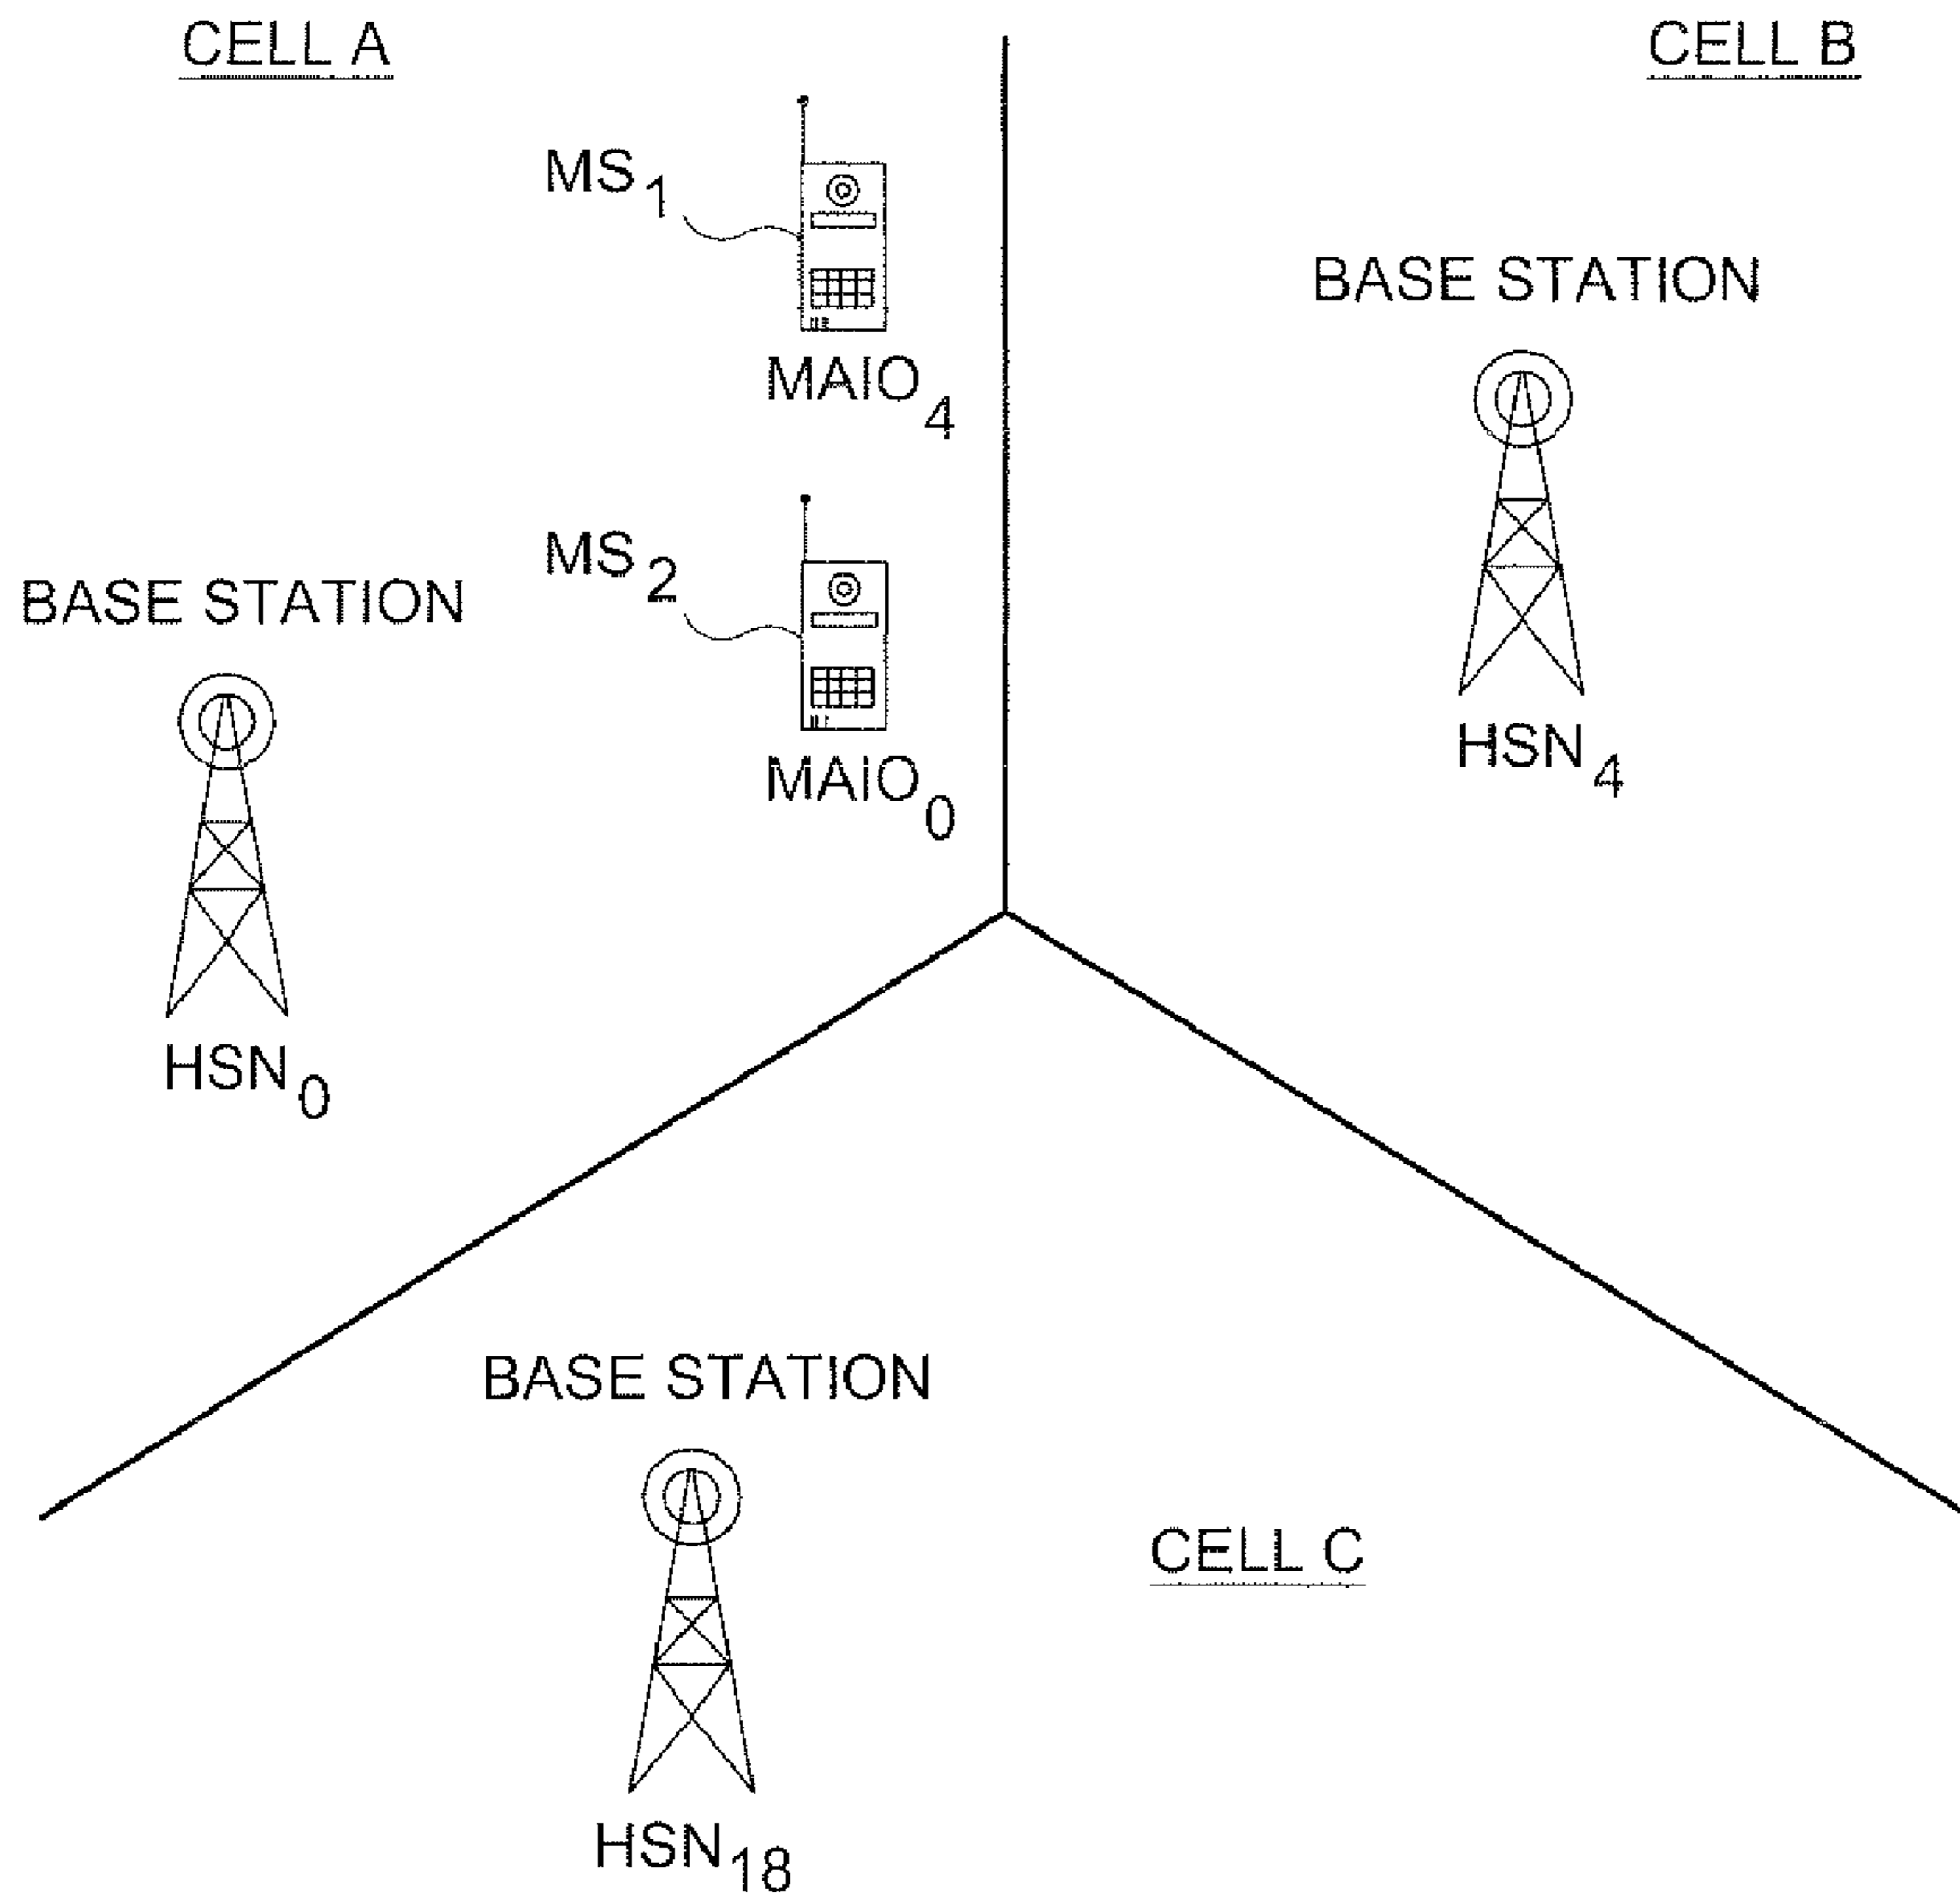 CELL A
CELL B
MS1
MAIO4
BASE STATION
HSN4
MS2
MAiO0
BASE STATION
HSN0
BASE STATION
HSN18
CELL C